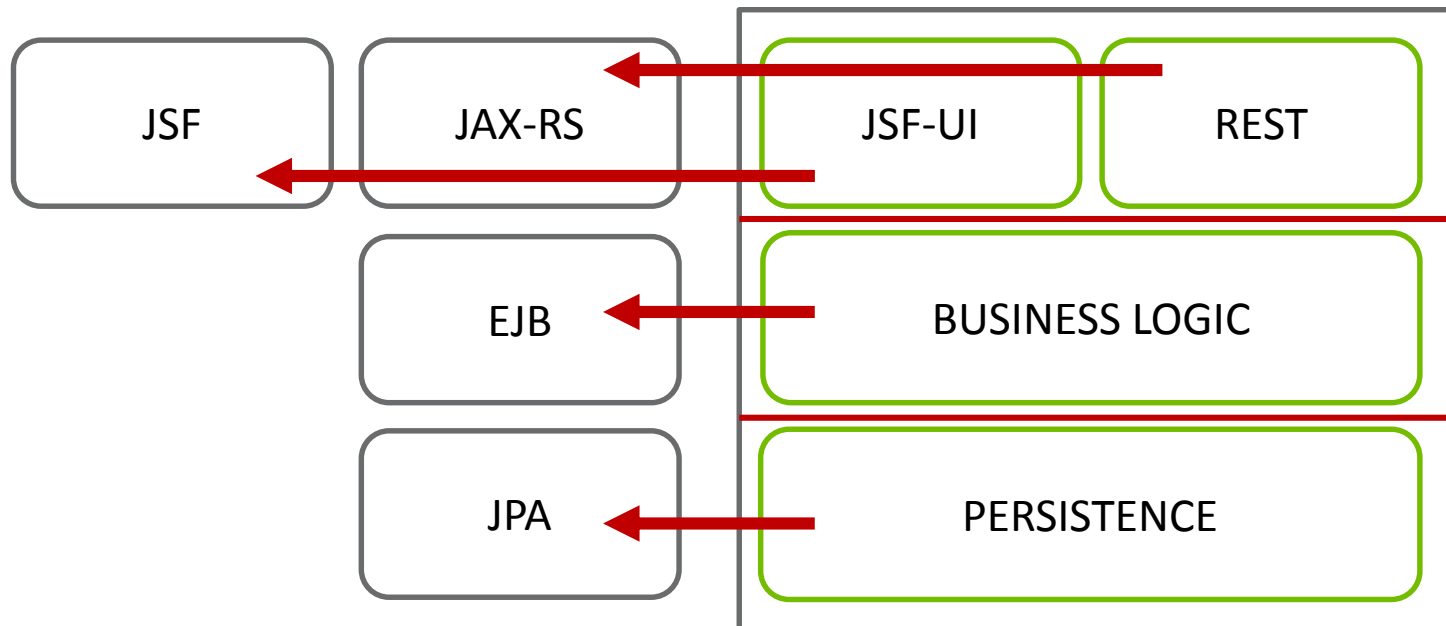 JSF
JAX-RS
JSF-UI
REST
EJB
BUSINESS LOGIC
JPA
PERSISTENCE